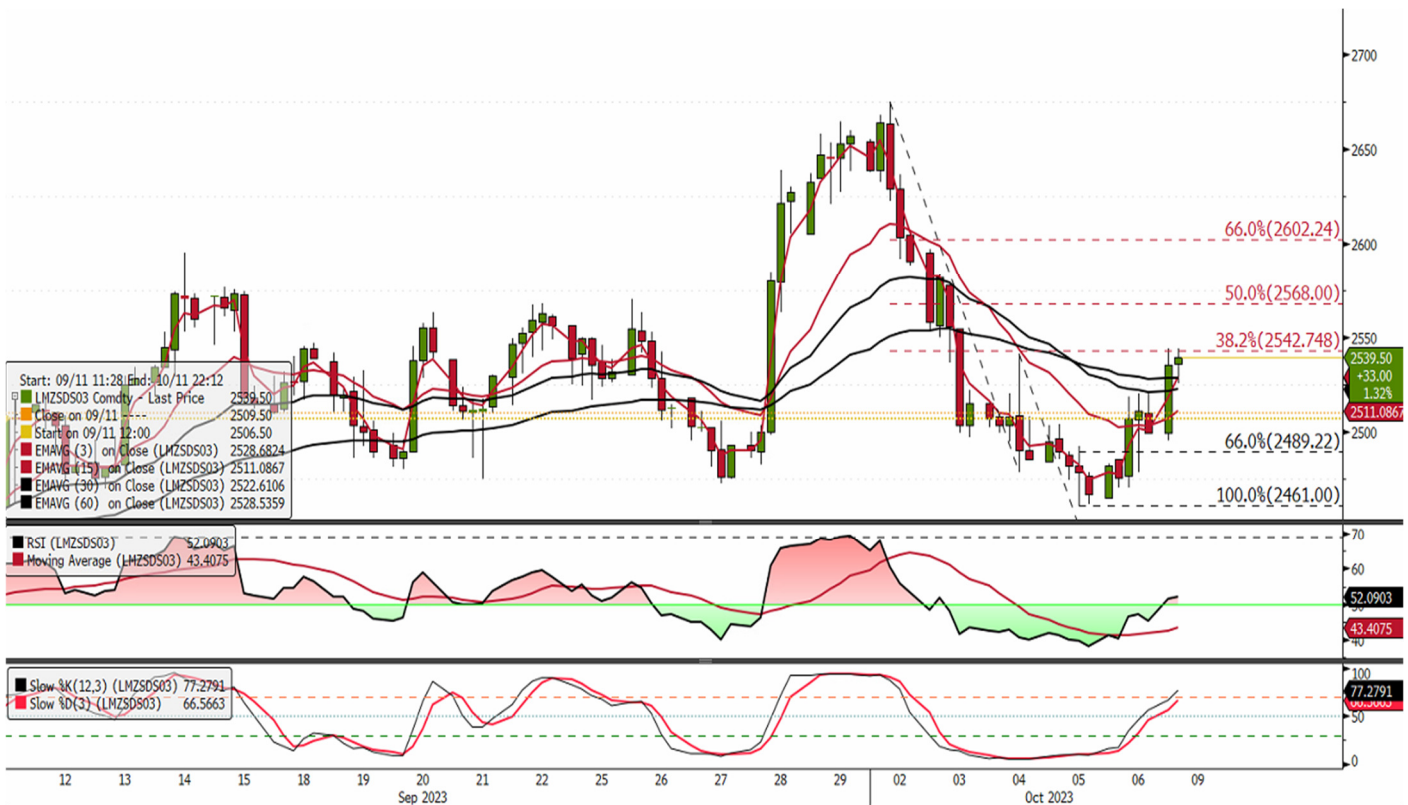 2700
2650
66.0%(2602.24)
2600
50.0%(2568.00)
2550
38.2%(2542.748)
2539.50
+33.00
1.32%
2511.0867
2500
66.0%(2489.22)
100.0%(2461.00)
Start: 09/11 11:28 End: 10/11 22:12
LMZSDS03 Comdty - Last Price 2539.50
Close on 09/11 ---- 2509.50
Start on 09/11 12:00 2506.50
EMAVG (3) on Close (LMZSDS03) 2528.6824
EMAVG (15) on Close (LMZSDS03) 2511.0867
EMAVG (30) on Close (LMZSDS03) 2522.6106
EMAVG (60) on Close (LMZSDS03) 2528.5359
RSI (LMZSDS03) 52.0903
Moving Average (LMZSDS03) 43.4075
70
60
52.0903
43.4075
40
Slow %K(12,3) (LMZSDS03) 77.2791
Slow %D(3) (LMZSDS03) 66.5663
100
77.2791
66.5663
50
0
12 13 14 15 18 19 20 21 22 25 26 27 28 29 02 03 04 05 06 09
Sep 2023 Oct 2023